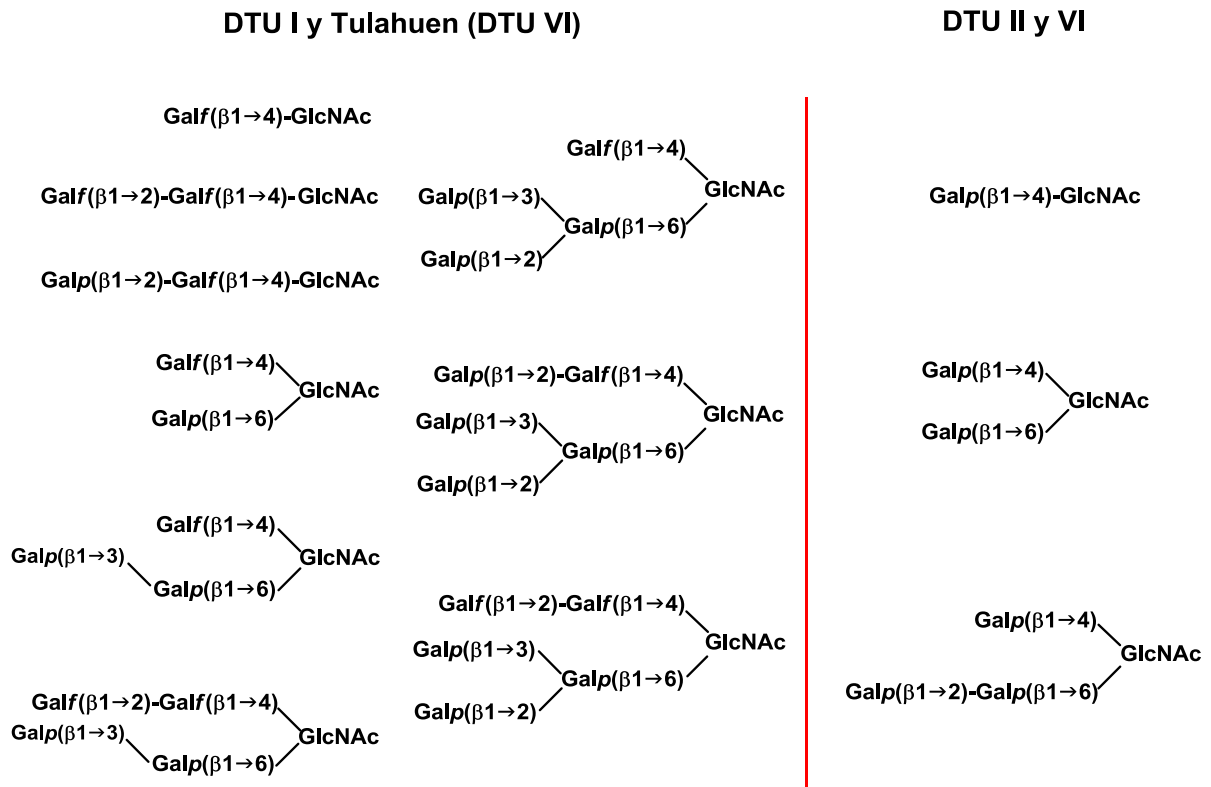 DTU I y Tulahuen (DTU VI)
Galf(β1→4)-GlcNAc
Galf(β1→2)-Galf(β1→4)-GlcNAc
Galp(β1→2)-Galf(β1→4)-GlcNAc
Galf(β1→4)
GlcNAc
Galp(β1→6)
Galf(β1→4)
GlcNAc
Galp(β1→3)
Galp(β1→6)
Galf(β1→2)-Galf(β1→4)
GlcNAc
Galp(β1→3)
Galp(β1→6)
Galf(β1→4)
GlcNAc
Galp(β1→3)
Galp(β1→6)
Galp(β1→2)
Galp(β1→2)-Galf(β1→4)
GlcNAc
Galp(β1→3)
Galp(β1→6)
Galp(β1→2)
Galf(β1→2)-Galf(β1→4)
GlcNAc
Galp(β1→3)
Galp(β1→6)
Galp(β1→2)
DTU II y VI
Galp(β1→4)-GlcNAc
Galp(β1→4)
GlcNAc
Galp(β1→6)
Galp(β1→4)
GlcNAc
Galp(β1→2)-Galp(β1→6)